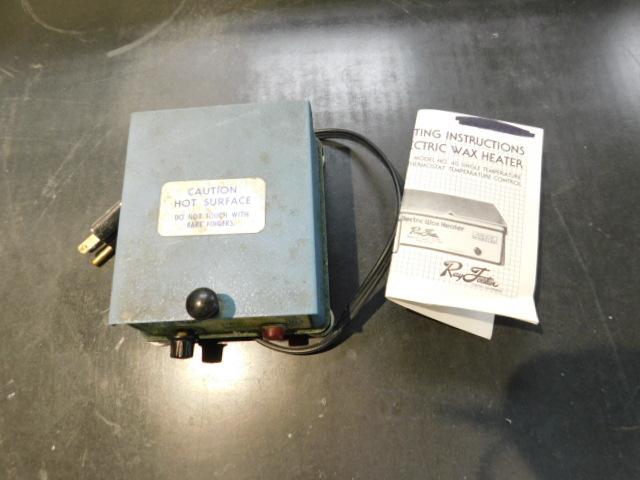 CAUTION
HOT SURFACE
DO NOT TOUCH WITH
BARE FINGERS
TING INSTRUCTIONS
CTRIC WAX HEATER
MODEL NO. 40 SINGLE TEMPERATURE
HERMOSTAT TEMPERATURE CONTROL
Electric Wax Heater
Ray Foster